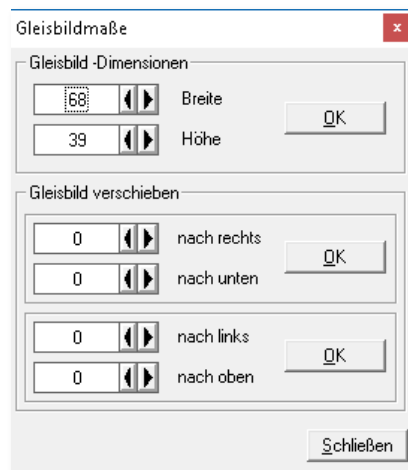 Gleisbildmaße x
Gleisbild -Dimensionen
68 Breite
OK
39 Höhe
Gleisbild verschieben
0 nach rechts
OK
0 nach unten
0 nach links
OK
0 nach oben
Schließen